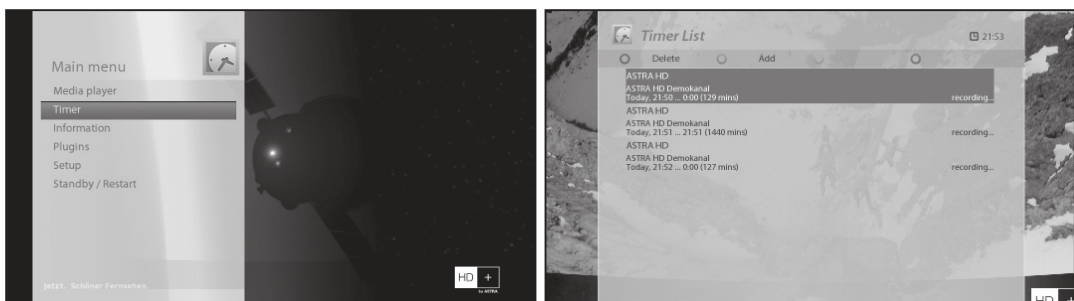 Main menu
Media player
Timer
Information
Plugins
Setup
Standby / Restart
Jetzt. Schöner Fernsehen.
HD +
by ASTRA
Timer List
21:53
Delete Add
ASTRA HD
ASTRA HD Demokanal
Today, 21:50 ... 0:00 (129 mins) recording...
ASTRA HD
ASTRA HD Demokanal
Today, 21:51 ... 21:51 (1440 mins) recording...
ASTRA HD
ASTRA HD Demokanal
Today, 21:52 ... 0:00 (127 mins) recording...
HD +